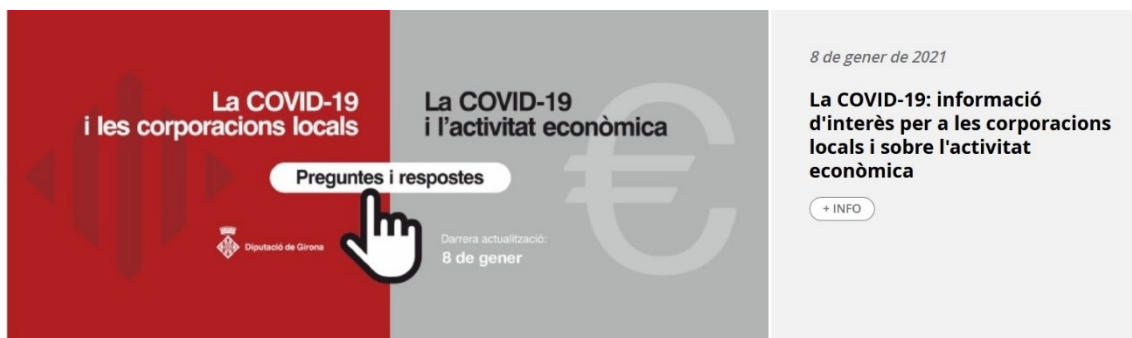 La COVID-19
i les corporacions locals
La COVID-19
i l'activitat econòmica
Preguntes i respostes
Diputació de Girona
Darrera actualització:
8 de gener
8 de gener de 2021
La COVID-19: informació
d'interès per a les corporacions
locals i sobre l'activitat
econòmica
+ INFO